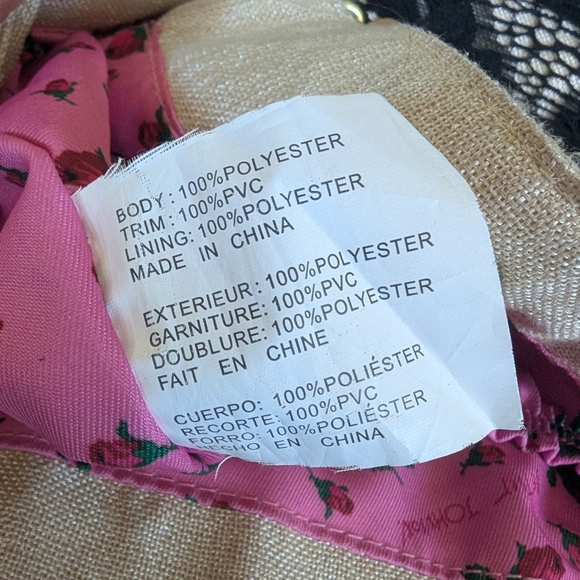 BODY: 100%POLYESTER
TRIM: 100%PVC
LINING: 100%POLYESTER
MADE IN CHINA
EXTERIEUR: 100%POLYESTER
GARNITURE: 100%PVC
DOUBLURE: 100%POLYESTER
FAIT EN CHINE
CUERPO: 100%POLIÉSTER
RECORTE: 100%PVC
FORRO: 100%POLIÉSTER
HECHO EN CHINA